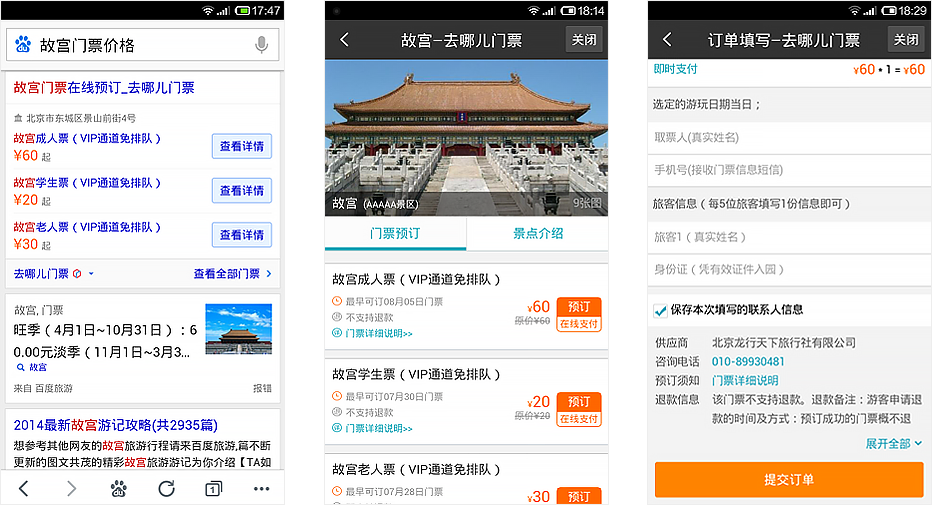 17:47
故宫门票价格
故宫门票在线预订_去哪儿门票
北京市东城区景山前街4号
故宫成人票（VIP通道免排队）
¥60 起
查看详情
故宫学生票（VIP通道免排队）
¥20 起
查看详情
故宫老人票（VIP通道免排队）
¥30 起
查看详情
去哪儿门票
查看全部门票
故宫, 门票
旺季（4月1日~10月31日）: 6
0.00元淡季（11月1日~3月3...
故宫
来自 百度旅游
报错
2014最新故宫游记攻略(共2935篇)
想参考其他网友的故宫旅游行程请来百度旅游,篇不断
更新的图文共茂的精彩故宫旅游游记为你介绍【TA如
1
18:14
故宫-去哪儿门票
关闭
故宫 (AAAAA景区)
9张图
门票预订
景点介绍
故宫成人票（VIP通道免排队）
最早可订08月05日门票
不支持退款
门票详细说明>>
¥60
原价¥60
预订
在线支付
故宫学生票（VIP通道免排队）
最早可订07月30日门票
不支持退款
门票详细说明>>
¥20
原价¥20
预订
在线支付
故宫老人票（VIP通道免排队）
最早可订07月28日门票
¥30
预订
18:29
订单填写-去哪儿门票
关闭
即时支付
¥60 * 1 = ¥60
选定的游玩日期当日；
取票人(真实姓名)
手机号(接收门票信息短信)
旅客信息（每5位旅客填写1份信息即可）
旅客1（真实姓名）
身份证（凭有效证件入园）
保存本次填写的联系人信息
供应商 北京龙行天下旅行社有限公司
咨询电话 010-89930481
预订须知 门票详细说明
退款信息 该门票不支持退款。退款备注：游客申请退
款的时间及方式：预订成功的门票概不退
展开全部
提交订单